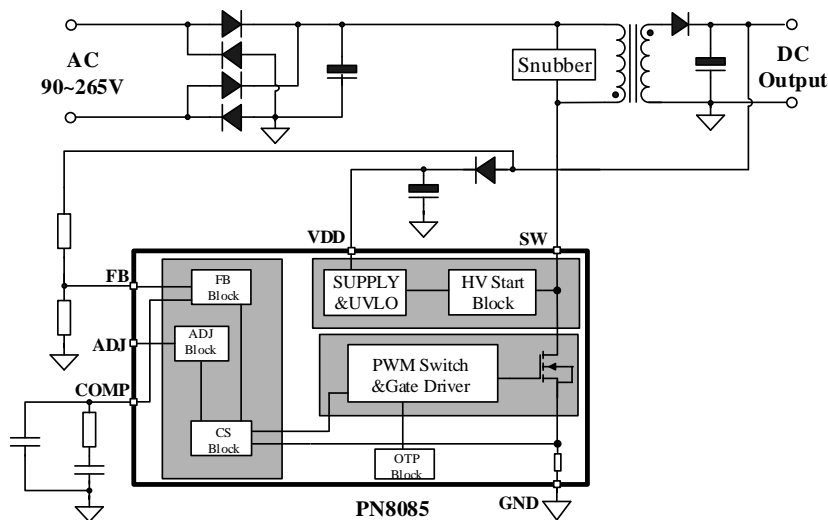 AC
90~265V
Snubber
DC
Output
VDD
SW
FB
FB
Block
SUPPLY
&UVLO
HV Start
Block
ADJ
ADJ
Block
PWM Switch
&Gate Driver
COMP
CS
Block
OTP
Block
GND
PN8085